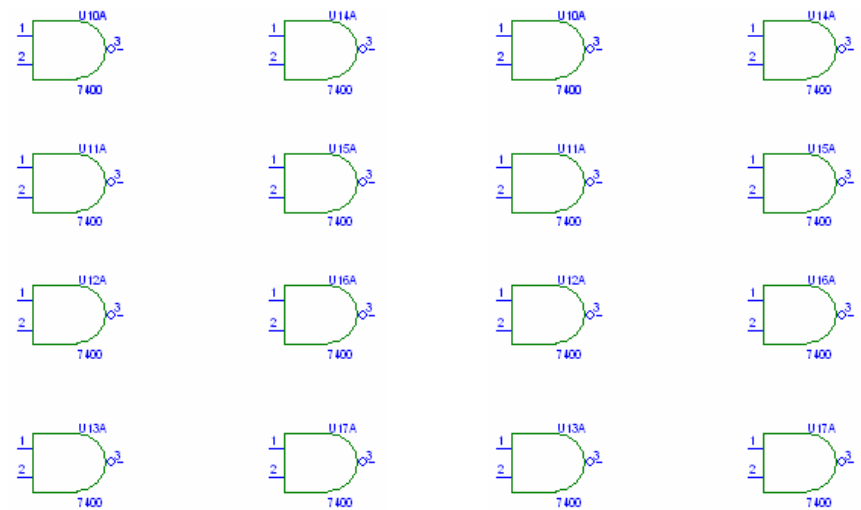 U10A U14A U10A U14A
1 3 1 3 1 3 1 3
2 2 2 2
7400 7400 7400 7400
U11A U15A U11A U15A
1 3 1 3 1 3 1 3
2 2 2 2
7400 7400 7400 7400
U12A U16A U12A U16A
1 3 1 3 1 3 1 3
2 2 2 2
7400 7400 7400 7400
U13A U17A U13A U17A
1 3 1 3 1 3 1 3
2 2 2 2
7400 7400 7400 7400